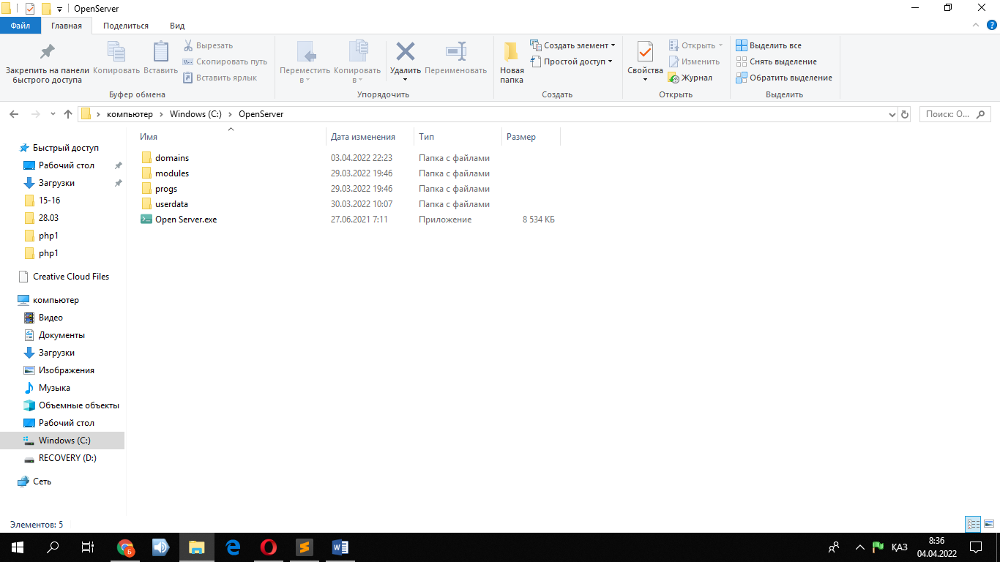 OpenServer
Файл Главная Поделиться Вид
Закрепить на панели быстрого доступа
Копировать
Вставить
Вырезать
Скопировать путь
Вставить ярлык
Буфер обмена
Переместить в
Копировать в
Удалить
Переименовать
Упорядочить
Новая папка
Создать элемент
Простой доступ
Создать
Свойства
Открыть
Изменить
Журнал
Открыть
Выделить все
Снять выделение
Обратить выделение
Выделить
компьютер Windows (C:) OpenServer
Поиск: O...
Имя Дата изменения Тип Размер
domains 03.04.2022 22:23 Папка с файлами
modules 29.03.2022 19:46 Папка с файлами
progs 29.03.2022 19:46 Папка с файлами
userdata 30.03.2022 10:07 Папка с файлами
Open Server.exe 27.06.2021 7:11 Приложение 8 534 КБ
Быстрый доступ
Рабочий стол
Загрузки
15-16
28.03
php1
php1
Creative Cloud Files
компьютер
Видео
Документы
Загрузки
Изображения
Музыка
Объемные объекты
Рабочий стол
Windows (C:)
RECOVERY (D:)
Сеть
Элементов: 5
Б
ҚАЗ
8:36
04.04.2022